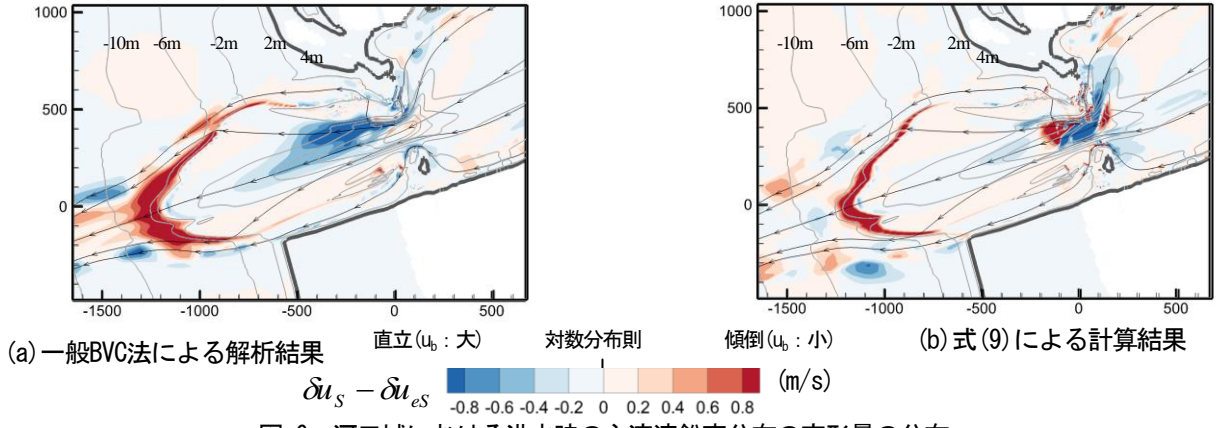 1000
500
0
-10m -6m -2m 2m
4m
-1500 -1000 -500 0 500
1000
500
0
-10m -6m -2m 2m
4m
-1500 -1000 -500 0 500
(a)一般BVC法による解析結果
直立(ub：大) 対数分布則 傾倒(ub：小)
(b)式(9)による計算結果
δuS − δueS
(m/s)
-0.8 -0.6 -0.4 -0.2 0 0.2 0.4 0.6 0.8